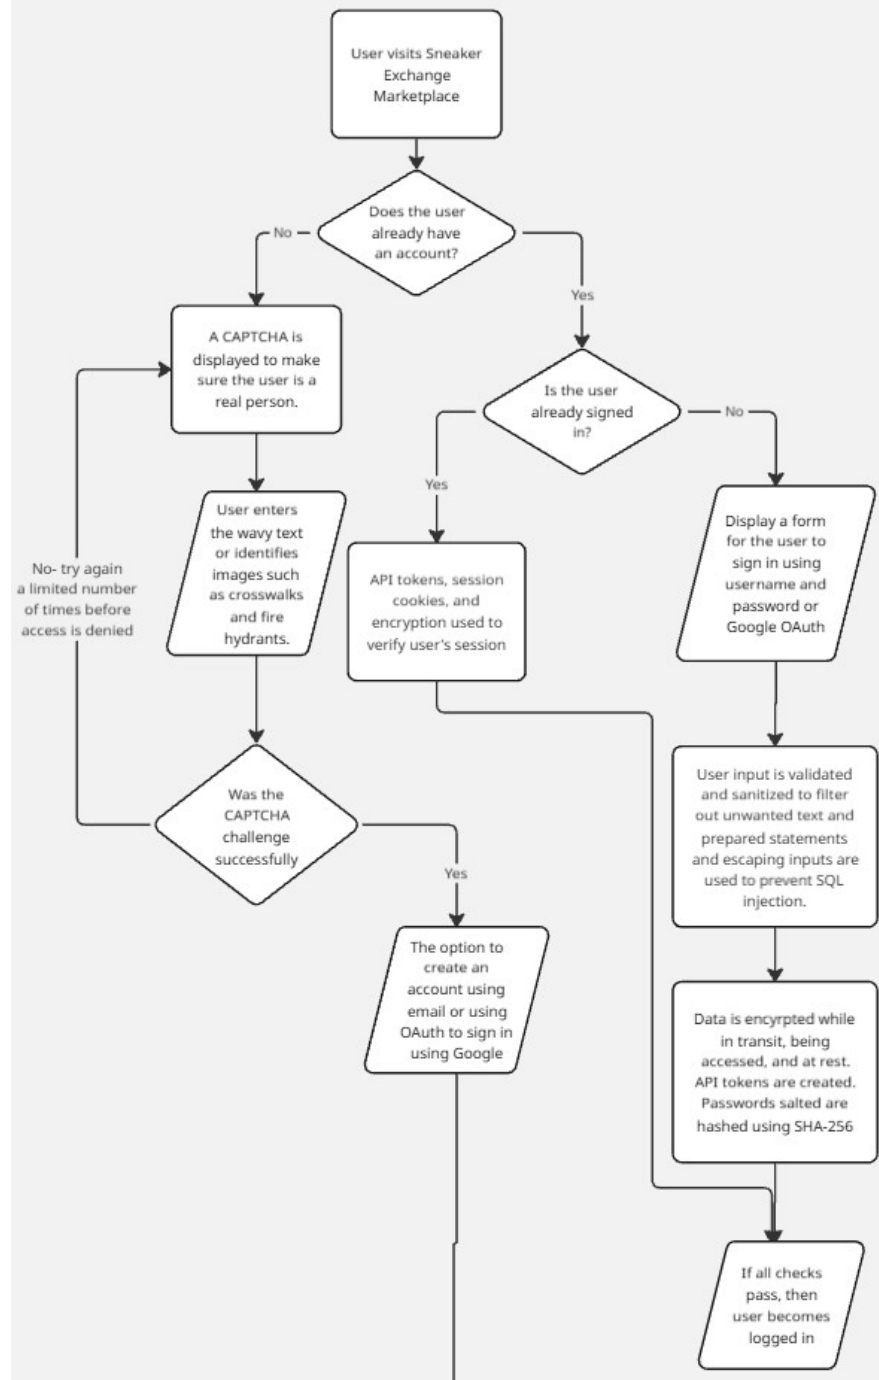 User visits Sneaker
Exchange
Marketplace
Does the user
already have
an account?
No
Yes
A CAPTCHA is
displayed to make
sure the user is a
real person.
Is the user
already signed
in?
No
Yes
User enters
the wavy text
or identifies
images such
as crosswalks
and fire
hydrants.
Display a form
for the user to
sign in using
username and
password or
Google OAuth
No- try again
a limited number
of times before
access is denied
API tokens, session
cookies, and
encryption used to
verify user's session
Was the
CAPTCHA
challenge
successfully
User input is validated
and sanitized to filter
out unwanted text and
prepared statements
and escaping inputs are
used to prevent SQL
injection.
Yes
The option to
create an
account using
email or using
OAuth to sign in
using Google
Data is encyrpted while
in transit, being
accessed, and at rest.
API tokens are created.
Passwords salted are
hashed using SHA-256
If all checks
pass, then
user becomes
logged in